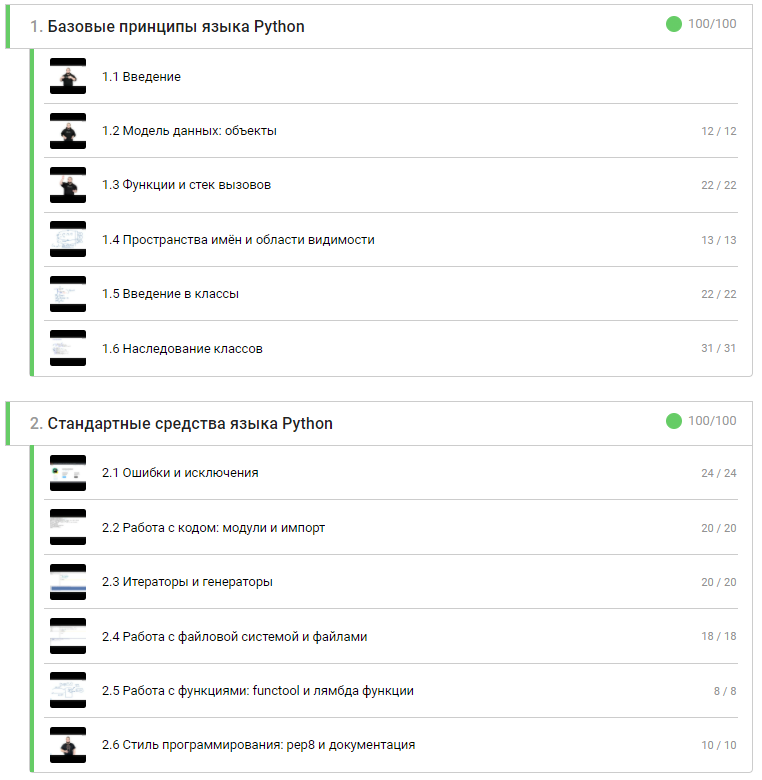 1. Базовые принципы языка Python 100/100
1.1 Введение
1.2 Модель данных: объекты 12 / 12
1.3 Функции и стек вызовов 22 / 22
1.4 Пространства имён и области видимости 13 / 13
1.5 Введение в классы 22 / 22
1.6 Наследование классов 31 / 31
2. Стандартные средства языка Python 100/100
2.1 Ошибки и исключения 24 / 24
2.2 Работа с кодом: модули и импорт 20 / 20
2.3 Итераторы и генераторы 20 / 20
2.4 Работа с файловой системой и файлами 18 / 18
2.5 Работа с функциями: functool и лямбда функции 8 / 8
2.6 Стиль программирования: pep8 и документация 10 / 10